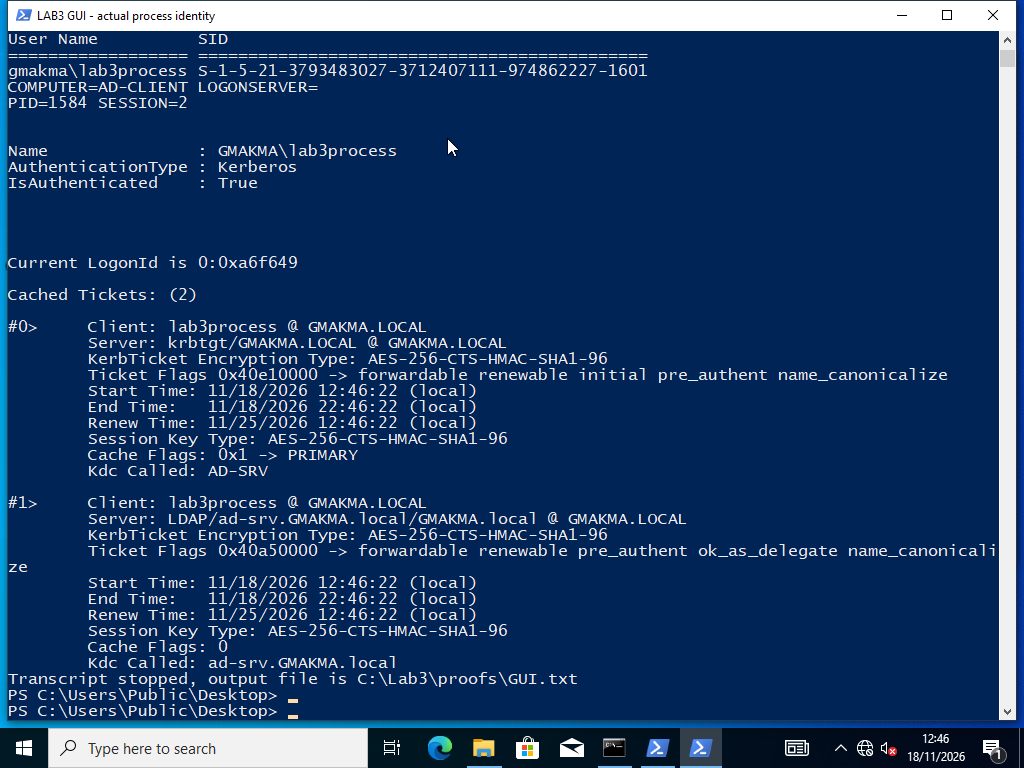 LAB3 GUI - actual process identity
User Name          SID
================== =============================================
gmakma\lab3process S-1-5-21-3793483027-3712407111-974862227-1601
COMPUTER=AD-CLIENT LOGONSERVER=
PID=1584 SESSION=2
Name               : GMAKMA\lab3process
AuthenticationType : Kerberos
IsAuthenticated    : True
Current LogonId is 0:0xa6f649
Cached Tickets: (2)
#0>     Client: lab3process @ GMAKMA.LOCAL
        Server: krbtgt/GMAKMA.LOCAL @ GMAKMA.LOCAL
        KerbTicket Encryption Type: AES-256-CTS-HMAC-SHA1-96
        Ticket Flags 0x40e10000 -> forwardable renewable initial pre_authent name_canonicalize
        Start Time: 11/18/2026 12:46:22 (local)
        End Time:   11/18/2026 22:46:22 (local)
        Renew Time: 11/25/2026 12:46:22 (local)
        Session Key Type: AES-256-CTS-HMAC-SHA1-96
        Cache Flags: 0x1 -> PRIMARY
        Kdc Called: AD-SRV
#1>     Client: lab3process @ GMAKMA.LOCAL
        Server: LDAP/ad-srv.GMAKMA.local/GMAKMA.local @ GMAKMA.LOCAL
        KerbTicket Encryption Type: AES-256-CTS-HMAC-SHA1-96
        Ticket Flags 0x40a50000 -> forwardable renewable pre_authent ok_as_delegate name_canonicali
ze
        Start Time: 11/18/2026 12:46:22 (local)
        End Time:   11/18/2026 22:46:22 (local)
        Renew Time: 11/25/2026 12:46:22 (local)
        Session Key Type: AES-256-CTS-HMAC-SHA1-96
        Cache Flags: 0
        Kdc Called: ad-srv.GMAKMA.local
Transcript stopped, output file is C:\Lab3\proofs\GUI.txt
PS C:\Users\Public\Desktop>
PS C:\Users\Public\Desktop>
Type here to search
12:46
18/11/2026
1